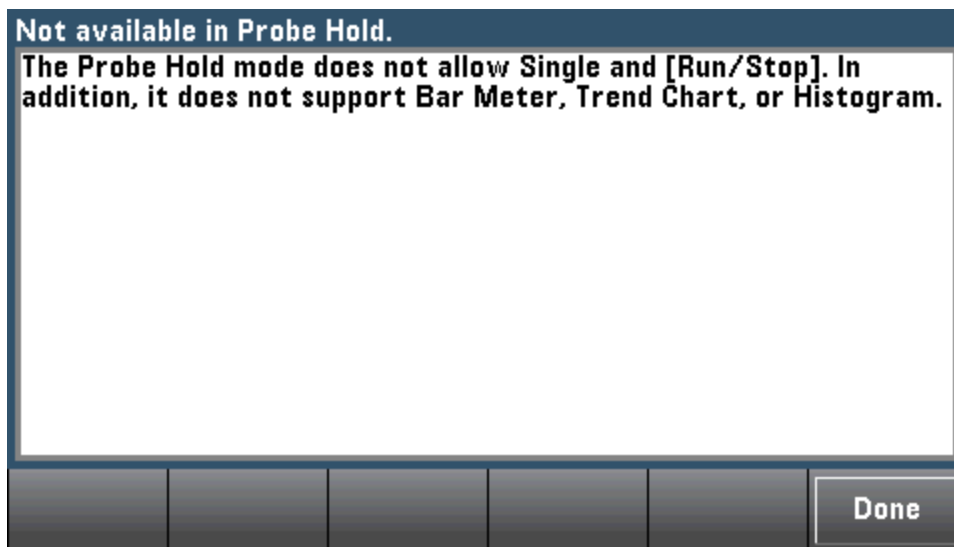 Not available in Probe Hold.
The Probe Hold mode does not allow Single and [Run/Stop]. In
addition, it does not support Bar Meter, Trend Chart, or Histogram.
Done